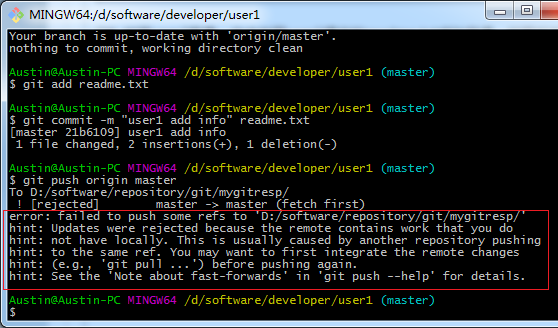 MINGW64:/d/software/developer/user1
Your branch is up-to-date with 'origin/master'.
nothing to commit, working directory clean
Austin@Austin-PC MINGW64 /d/software/developer/user1 (master)
$ git add readme.txt
Austin@Austin-PC MINGW64 /d/software/developer/user1 (master)
$ git commit -m "user1 add info" readme.txt
[master 21b6109] user1 add info
1 file changed, 2 insertions(+), 1 deletion(-)
Austin@Austin-PC MINGW64 /d/software/developer/user1 (master)
$ git push origin master
To D:/software/repository/git/mygitresp/
! [rejected] master -> master (fetch first)
error: failed to push some refs to 'D:/software/repository/git/mygitresp/'
hint: Updates were rejected because the remote contains work that you do
hint: not have locally. This is usually caused by another repository pushing
hint: to the same ref. You may want to first integrate the remote changes
hint: (e.g., 'git pull ...') before pushing again.
hint: See the 'Note about fast-forwards' in 'git push --help' for details.
Austin@Austin-PC MINGW64 /d/software/developer/user1 (master)
$